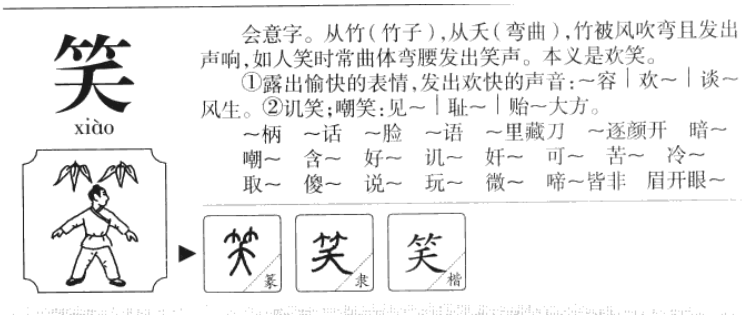 笑
xiào
会意字。从竹(竹子),从夭(弯曲),竹被风吹弯且发出
声响,如人笑时常曲体弯腰发出笑声。本义是欢笑。
①露出愉快的表情,发出欢快的声音:~容|欢~|谈~
风生。②讥笑;嘲笑:见~|耻~|贻~大方。
~柄 ~话 ~脸 ~语 ~里藏刀 ~逐颜开 暗~
嘲~ 含~ 好~ 讥~ 奸~ 可~ 苦~ 冷~
取~ 傻~ 说~ 玩~ 微~ 啼~皆非 眉开眼~
笑 篆
笑 隶
笑 楷